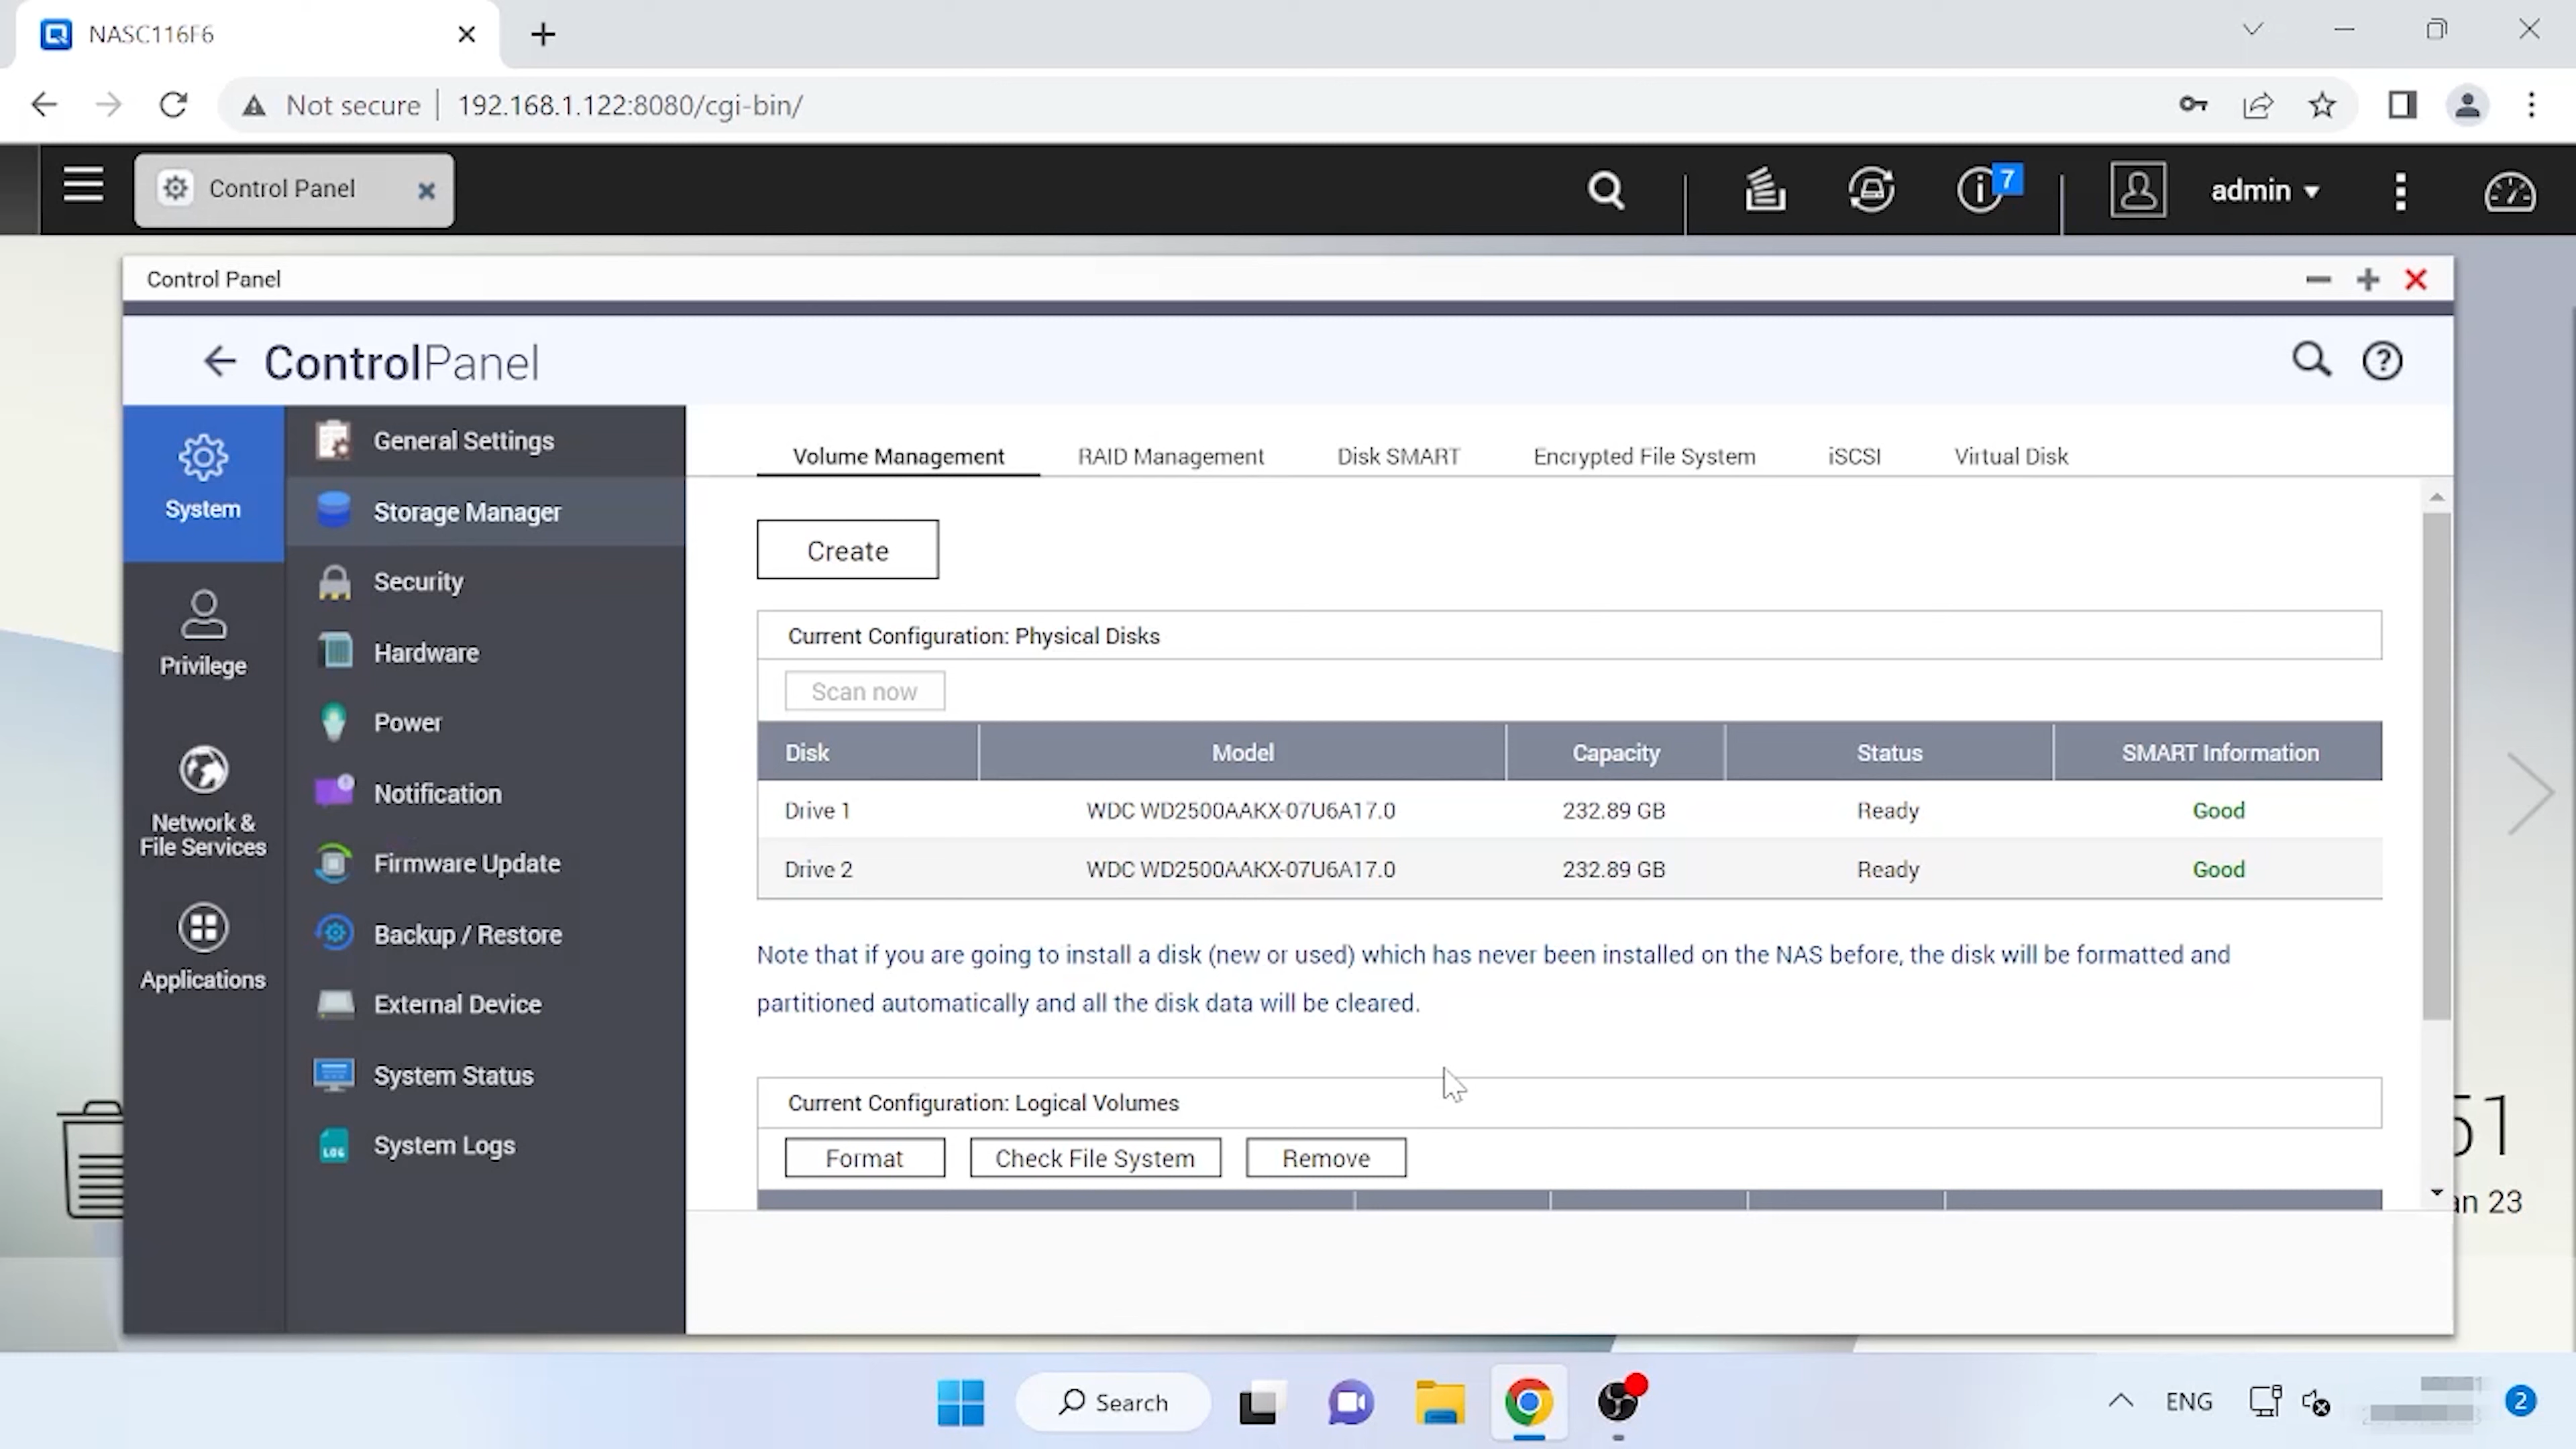 NASC116F6
Not secure
192.168.1.122:8080/cgi-bin/
Control Panel
7
admin
Control Panel
ControlPanel
System
Privilege
Network &
File Services
Applications
General Settings
Storage Manager
Security
Hardware
Power
Notification
Firmware Update
Backup / Restore
External Device
System Status
LOG
System Logs
Volume Management
RAID Management
Disk SMART
Encrypted File System
iSCSI
Virtual Disk
Create
Current Configuration: Physical Disks
Scan now
Disk Model Capacity Status SMART Information
Drive 1 WDC WD2500AAKX-07U6A17.0 232.89 GB Ready Good
Drive 2 WDC WD2500AAKX-07U6A17.0 232.89 GB Ready Good
Note that if you are going to install a disk (new or used) which has never been installed on the NAS before, the disk will be formatted and
partitioned automatically and all the disk data will be cleared.
Current Configuration: Logical Volumes
Format
Check File System
Remove
51
an 23
Search
ENG
2